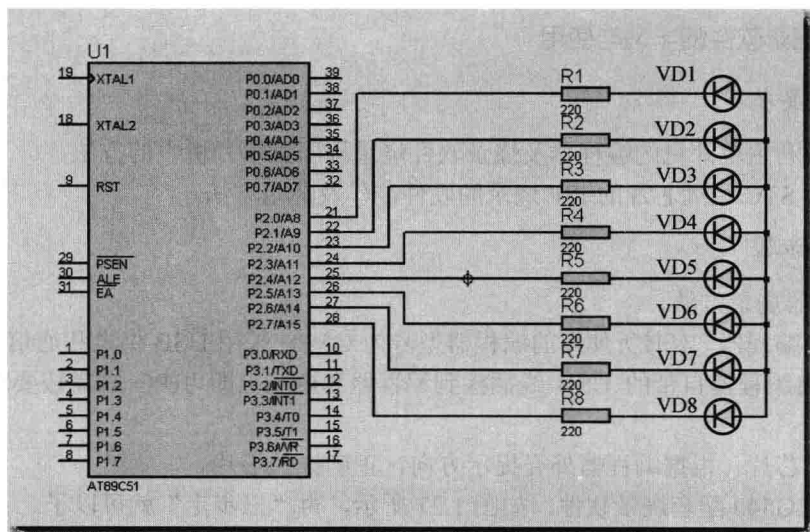 U1
19 XTAL1
18 XTAL2
9 RST
29 PSEN
30 ALE
31 EA
1 P1.0
2 P1.1
3 P1.2
4 P1.3
5 P1.4
6 P1.5
7 P1.6
8 P1.7
P0.0/AD0 39
P0.1/AD1 38
P0.2/AD2 37
P0.3/AD3 36
P0.4/AD4 35
P0.5/AD5 34
P0.6/AD6 33
P0.7/AD7 32
P2.0/A8 21
P2.1/A9 22
P2.2/A10 23
P2.3/A11 24
P2.4/A12 25
P2.5/A13 26
P2.6/A14 27
P2.7/A15 28
P3.0/RXD 10
P3.1/TXD 11
P3.2/INT0 12
P3.3/INT1 13
P3.4/T0 14
P3.5/T1 15
P3.6/WR 16
P3.7/RD 17
AT89C51
R1 VD1
220
R2 VD2
220
R3 VD3
220
R4 VD4
220
R5 VD5
220
R6 VD6
220
R7 VD7
220
R8 VD8
220